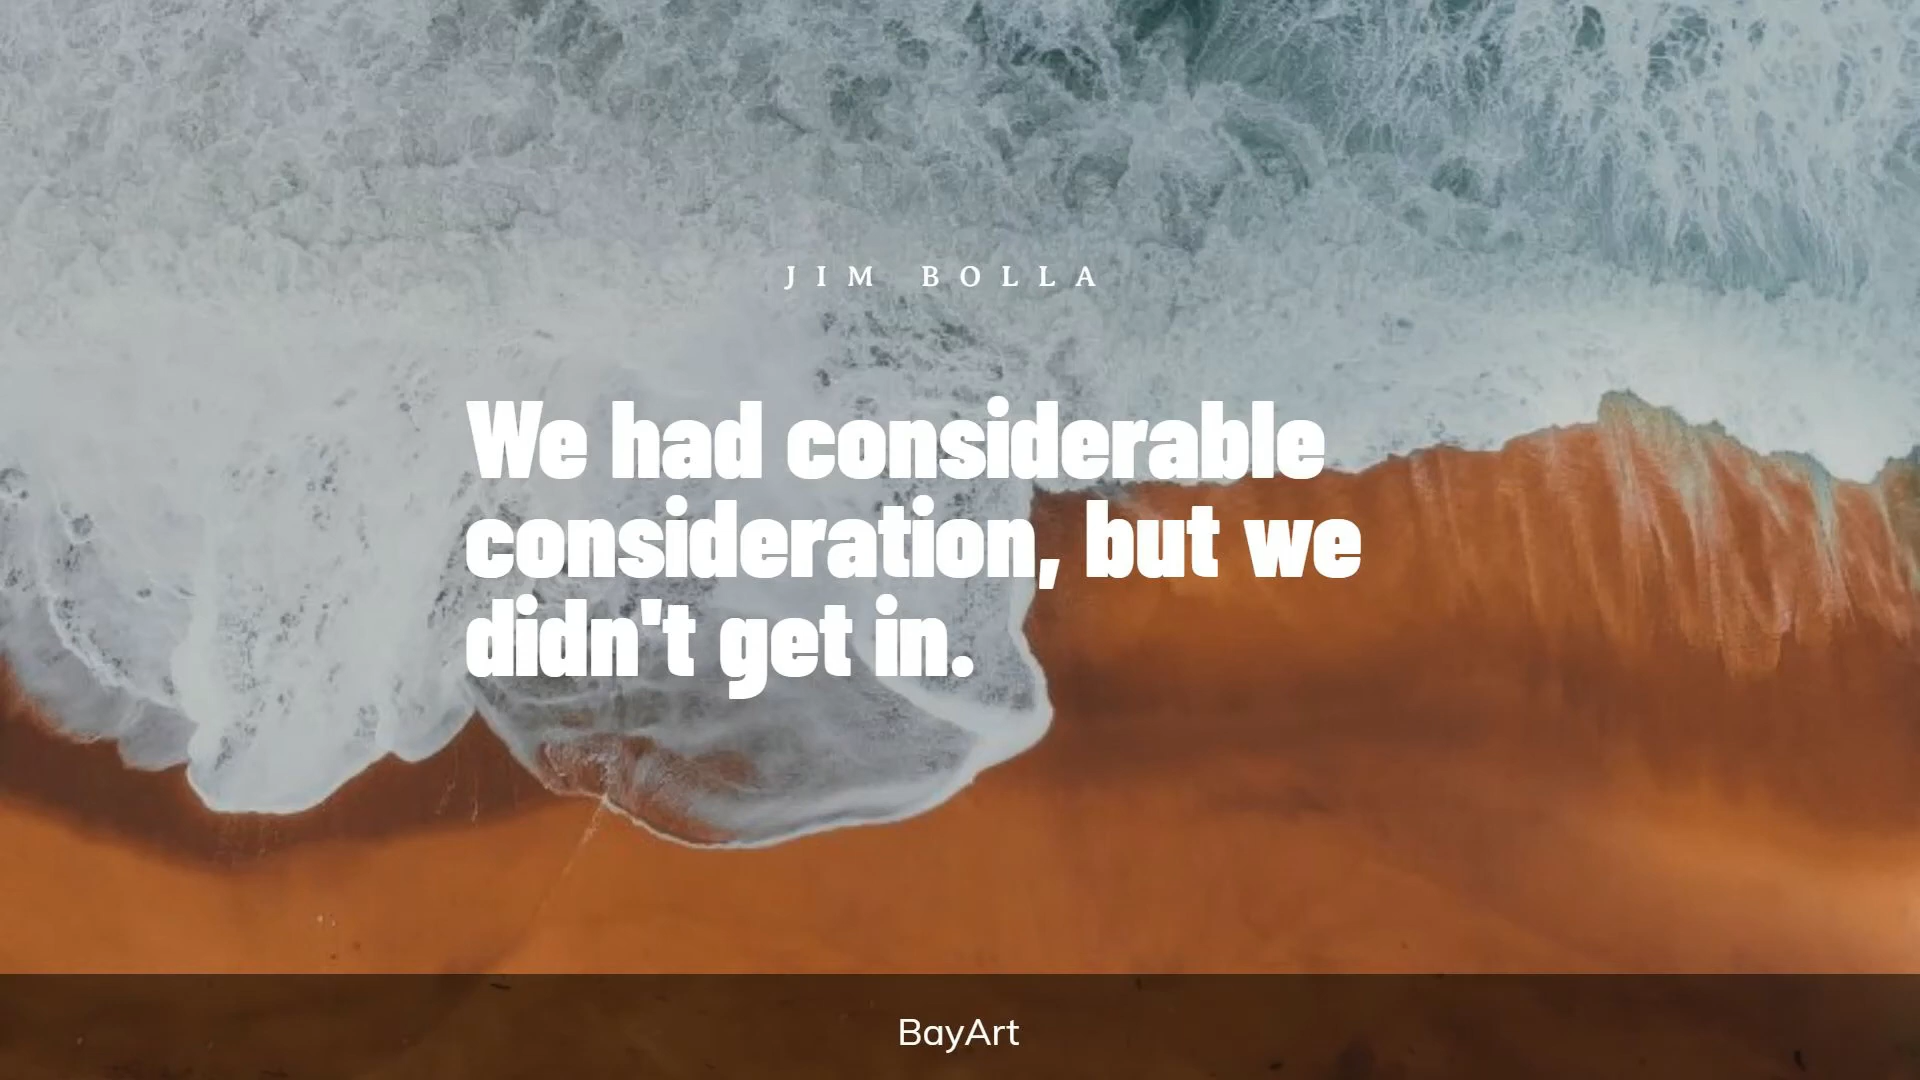 JIM BOLLA
We had considerable
consideration, but we
didn't get in.
BayArt